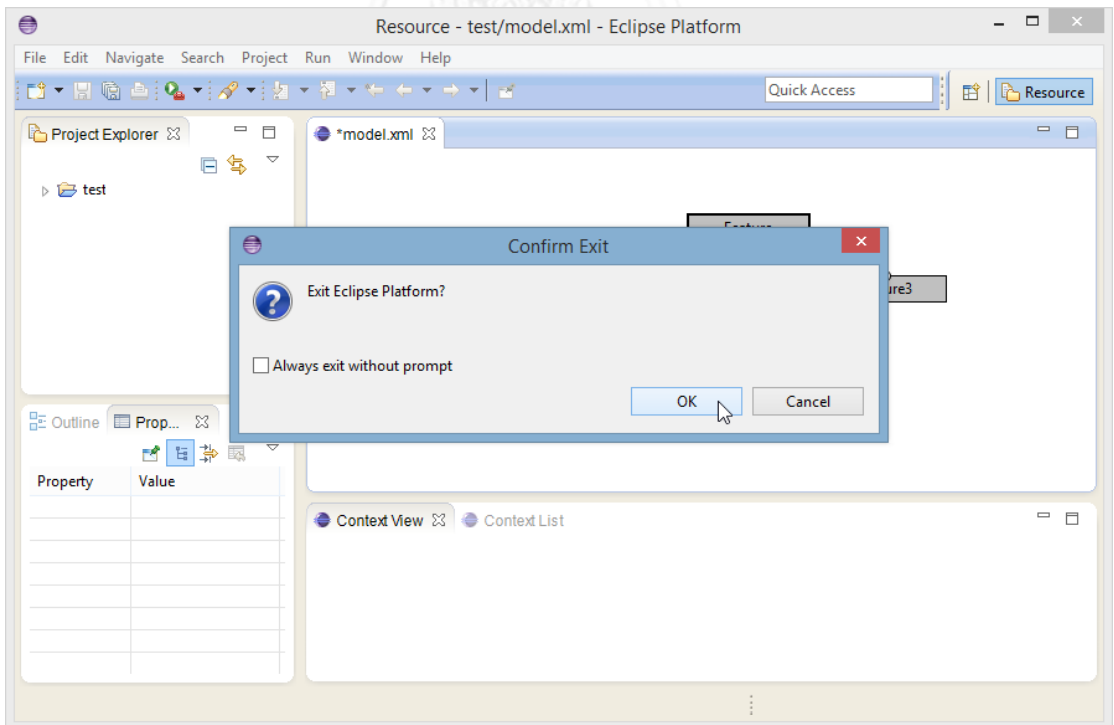 Resource - test/model.xml - Eclipse Platform
File Edit Navigate Search Project Run Window Help
Quick Access
Resource
Project Explorer
*model.xml
test
Confirm Exit
ure3
Exit Eclipse Platform?
Always exit without prompt
OK Cancel
Outline Prop...
Property Value
Context View Context List